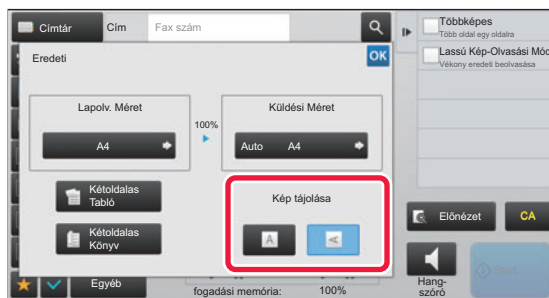 Címtár
Cím
Fax szám
Többképes
Több oldal egy oldalra
Lassú Kép-Olvasási Mód
Vékony eredeti beolvasása
Eredeti
OK
Lapolv. Méret
100%
Küldési Méret
A4
Auto A4
Kétoldalas
Tabló
Kép tájolása
Kétoldalas
Könyv
A
A
Előnézet
CA
Egyéb
fogadási memória: 100%
Hang-
szóró
Start